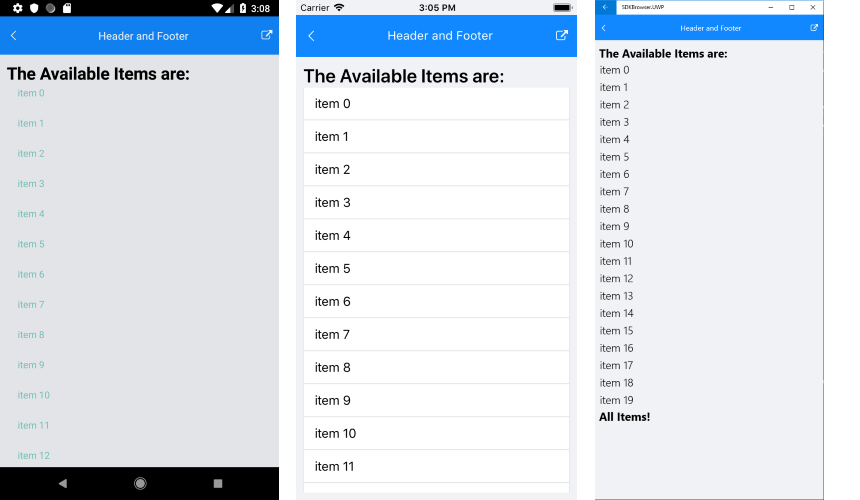 3:08
Header and Footer
The Available Items are:
item 0
item 1
item 2
item 3
item 4
item 5
item 6
item 7
item 8
item 9
item 10
item 11
item 12
Carrier 3:05 PM
Header and Footer
The Available Items are:
item 0
item 1
item 2
item 3
item 4
item 5
item 6
item 7
item 8
item 9
item 10
item 11
SDKBrowser.UWP
Header and Footer
The Available Items are:
item 0
item 1
item 2
item 3
item 4
item 5
item 6
item 7
item 8
item 9
item 10
item 11
item 12
item 13
item 14
item 15
item 16
item 17
item 18
item 19
All Items!